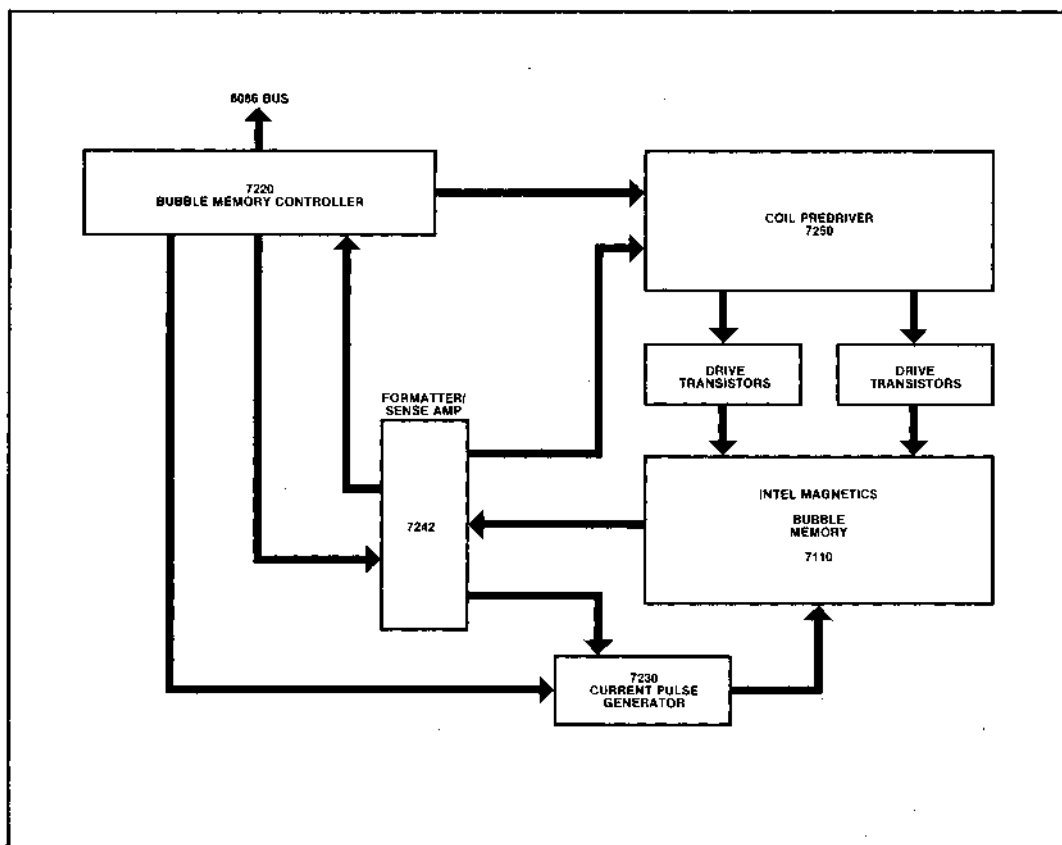 8086 BUS
7220
BUBBLE MEMORY CONTROLLER
COIL PREDRIVER
7250
DRIVE
TRANSISTORS
DRIVE
TRANSISTORS
FORMATTER/
SENSE AMP
7242
INTEL MAGNETICS
BUBBLE
MEMORY
7110
7230
CURRENT PULSE
GENERATOR